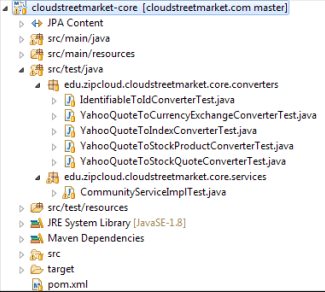 cloudstreetmarket-core [cloudstreetmarket.com master]
JPA Content
src/main/java
src/main/resources
src/test/java
edu.zipcloud.cloudstreetmarket.core.converters
IdentifiableToIdConverterTest.java
YahooQuoteToCurrencyExchangeConverterTest.java
YahooQuoteToIndexConverterTest.java
YahooQuoteToStockProductConverterTest.java
YahooQuoteToStockQuoteConverterTest.java
edu.zipcloud.cloudstreetmarket.core.services
CommunityServiceImplTest.java
src/test/resources
JRE System Library [JavaSE-1.8]
Maven Dependencies
src
target
pom.xml